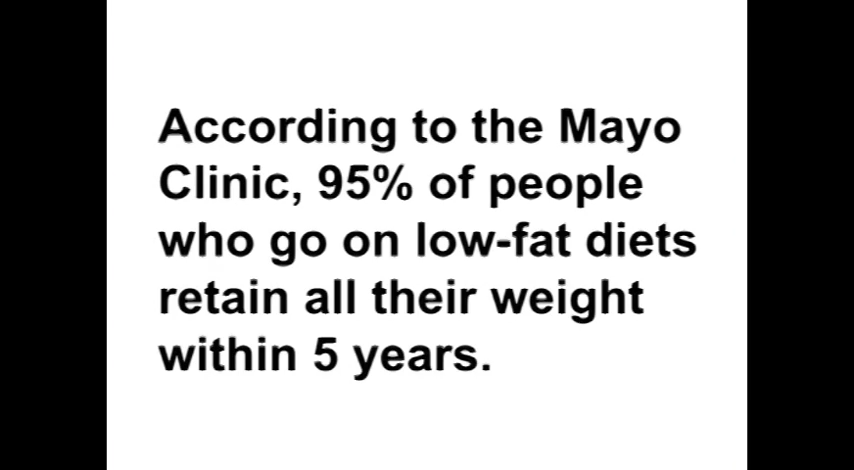 According to the Mayo
Clinic, 95% of people
who go on low-fat diets
retain all their weight
within 5 years.